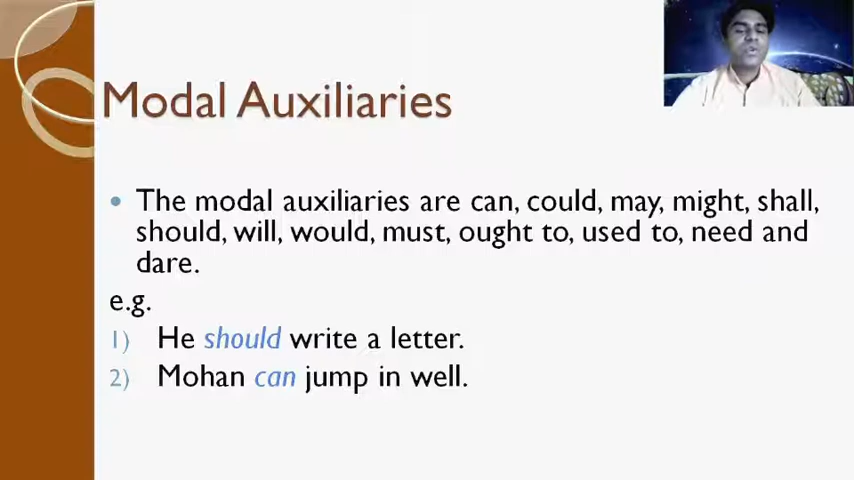 Modal Auxiliaries
• The modal auxiliaries are can, could, may, might, shall,
should, will, would, must, ought to, used to, need and
dare.
e.g.
1) He should write a letter.
2) Mohan can jump in well.